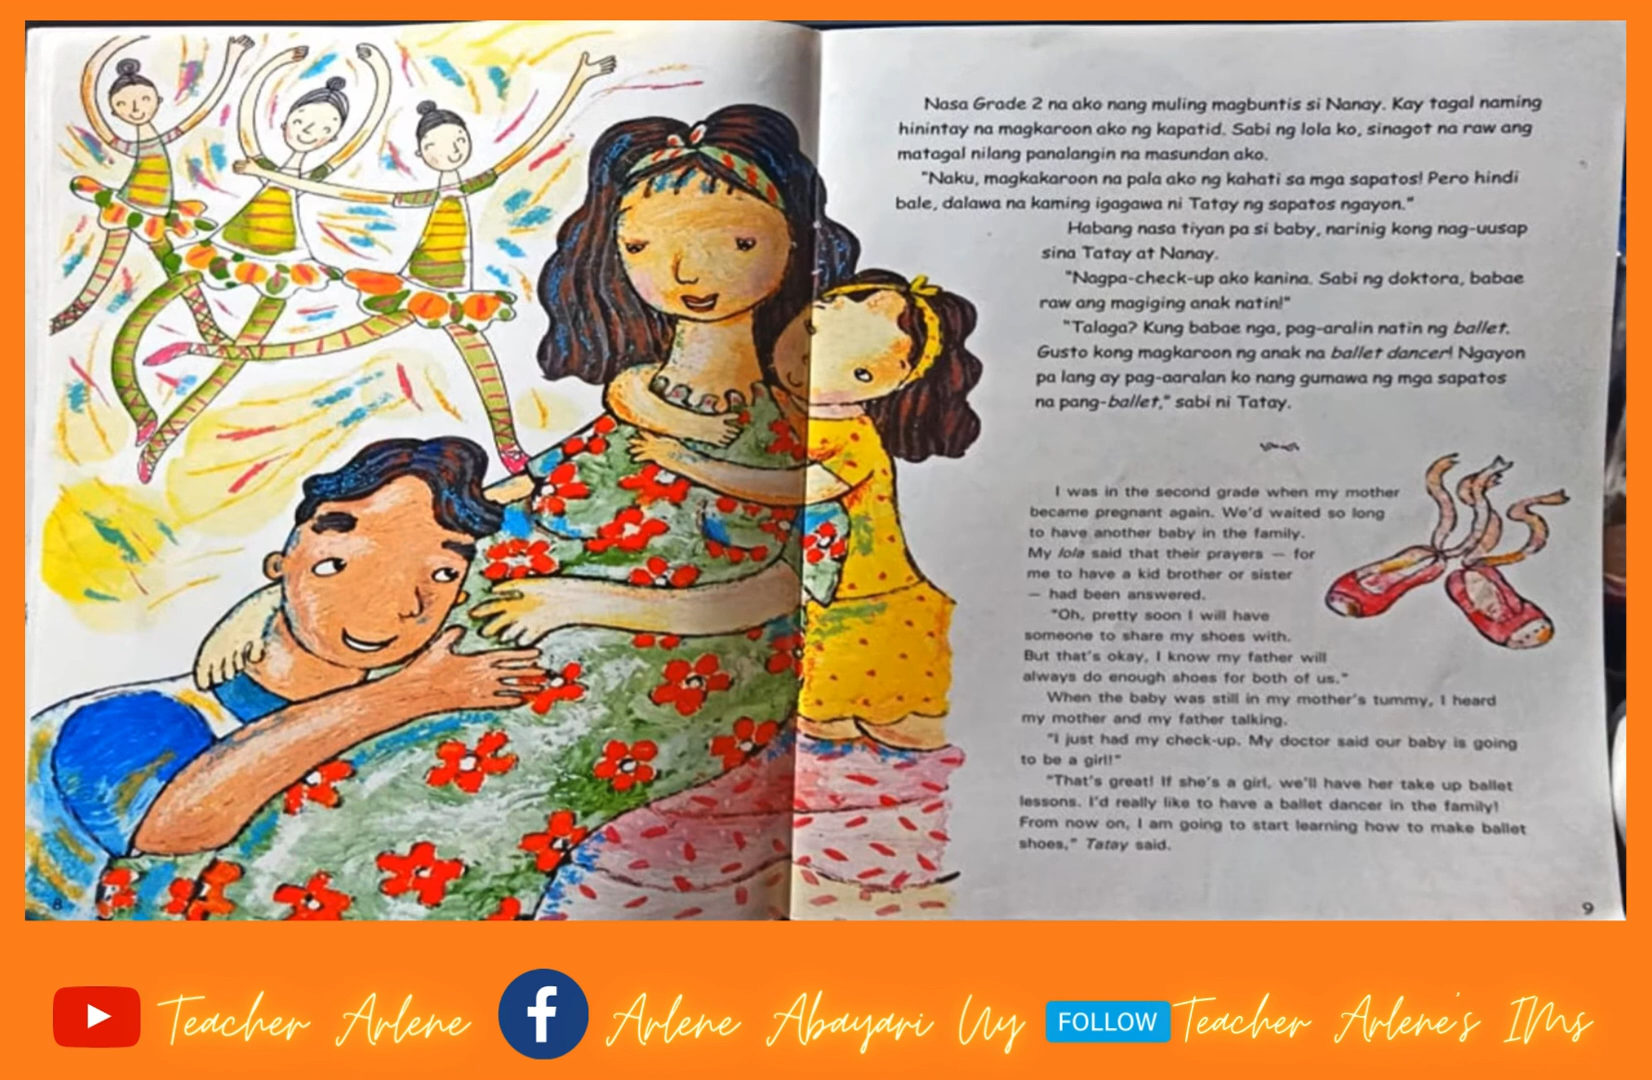 Nasa Grade 2 na ako nang muling magbuntis si Nanay. Kay tagal naming
hinintay na magkaroon ako ng kapatid. Sabi ng lola ko, sinagot na raw ang
matagal nilang panalangin na masundan ako.
"Naku, magkakaroon na pala ako ng kahati sa mga sapatos! Pero hindi
bale, dalawa na kaming igagawa ni Tatay ng sapatos ngayon."
Habang nasa tiyan pa si baby, narinig kong nag-uusap
sina Tatay at Nanay.
"Nagpa-check-up ako kanina. Sabi ng doktora, babae
raw ang magiging anak natin!"
"Talaga? Kung babae nga, pag-aralin natin ng ballet.
Gusto kong magkaroon ng anak na ballet dancer! Ngayon
pa lang ay pag-aaralan ko nang gumawa ng mga sapatos
na pang-ballet," sabi ni Tatay.
I was in the second grade when my mother
became pregnant again. We'd waited so long
to have another baby in the family.
My lola said that their prayers — for
me to have a kid brother or sister
— had been answered.
"Oh, pretty soon I will have
someone to share my shoes with.
But that's okay, I know my father will
always do enough shoes for both of us."
When the baby was still in my mother's tummy, I heard
my mother and my father talking.
"I just had my check-up. My doctor said our baby is going
to be a girl!"
"That's great! If she's a girl, we'll have her take up ballet
lessons. I'd really like to have a ballet dancer in the family!
From now on, I am going to start learning how to make ballet
shoes," Tatay said.
8
9
Teacher Arlene
f Arlene Abayari Uy
FOLLOW Teacher Arlene's IMs